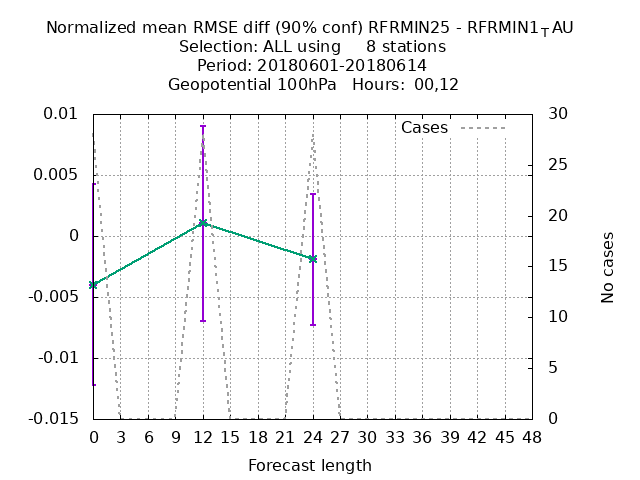 Normalized mean RMSE diff (90% conf) RFRMIN25 - RFRMIN1TAU
Selection: ALL using 8 stations
Period: 20180601-20180614
Geopotential 100hPa Hours: 00,12
Cases
0.01
0.005
0
-0.005
-0.01
-0.015
30
25
20
15
10
5
0
No cases
0 3 6 9 12 15 18 21 24 27 30 33 36 39 42 45 48
Forecast length